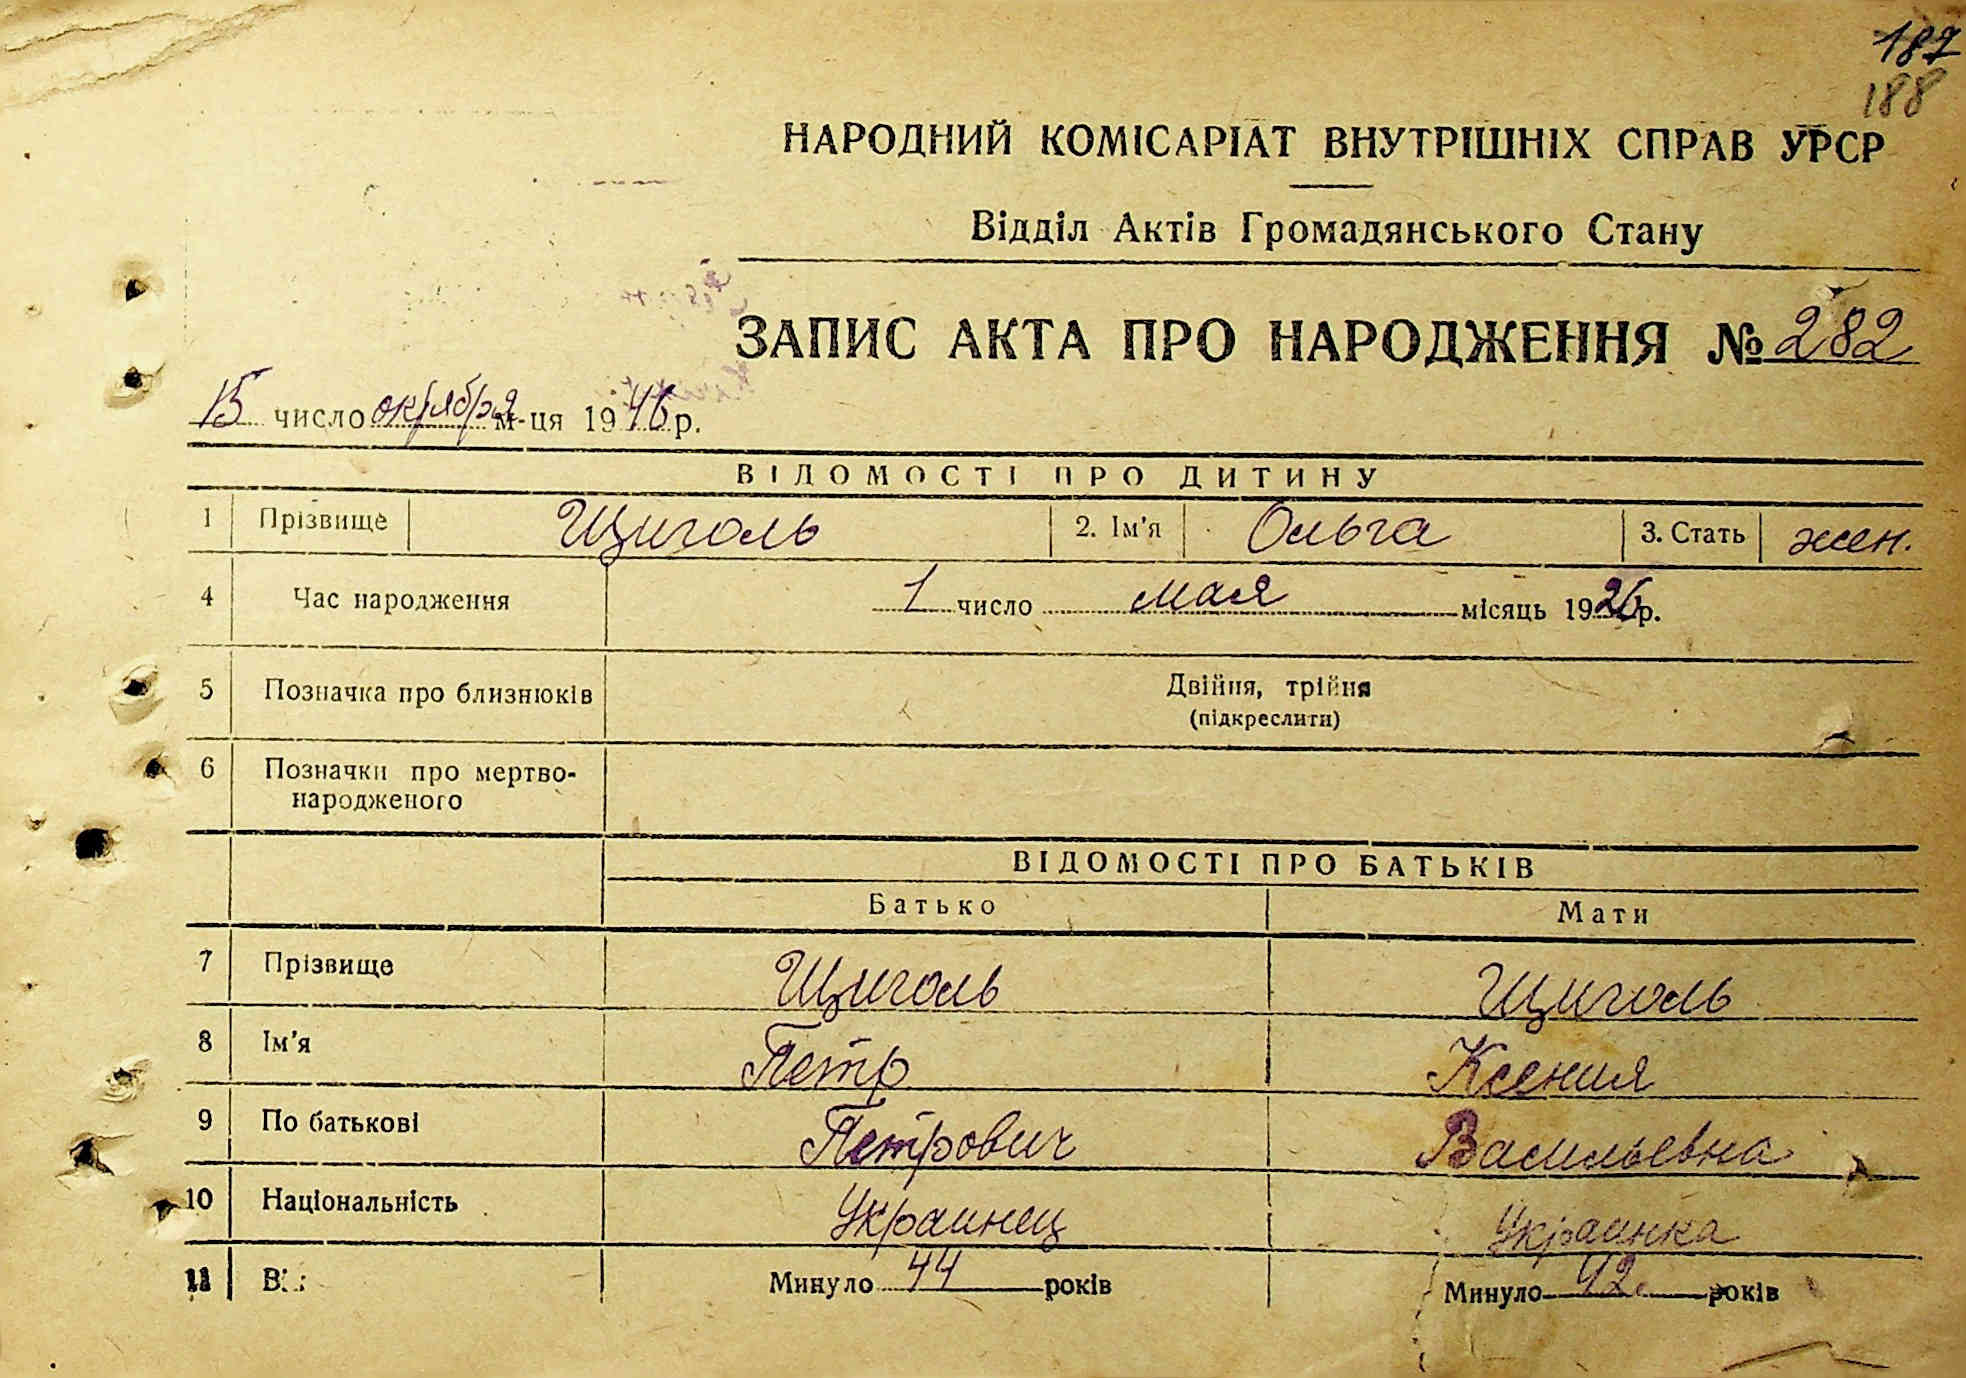 187
188
НАРОДНИЙ КОМІСАРІАТ ВНУТРІШНІХ СПРАВ УРСР
Відділ Актів Громадянського Стану
ЗАПИС АКТА ПРО НАРОДЖЕННЯ № 282
15 число октября м-ця 1946 р.
ВІДОМОСТІ ПРО ДИТИНУ
1 Прізвище Щиголь 2. Ім'я Ольга 3. Стать жен.
4 Час народження 1 число мая місяць 1926 р.
5 Позначка про близнюків Двійня, трійня
(підкреслити)
6 Позначки про мертво-
народженого
ВІДОМОСТІ ПРО БАТЬКІВ
Батько Мати
7 Прізвище Щиголь Щиголь
8 Ім'я Петр Ксения
9 По батькові Петрович Васильевна
10 Національність Украинец Украинка
11 Минуло 44 років Минуло 42 років